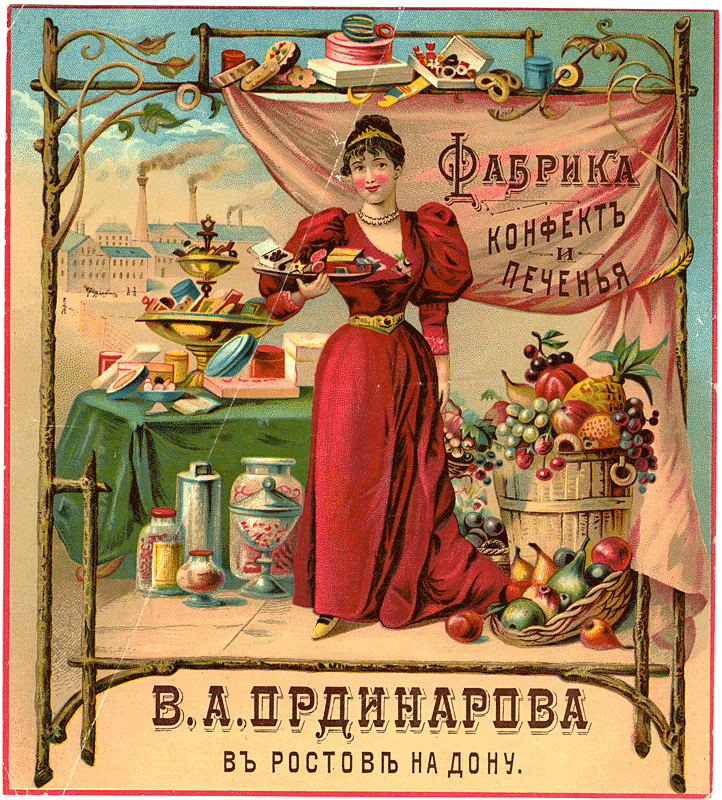 Фабрика
конфектъ
и
печенья
В.А.Ординарова
въ Ростовѣ на Дону.